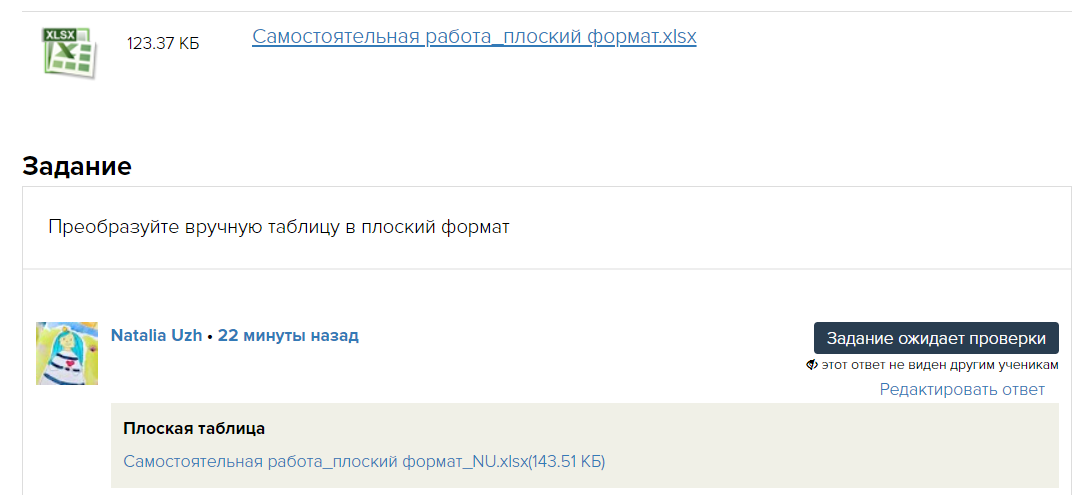 XLSX
123.37 КБ
Самостоятельная работа_плоский формат.xlsx
Задание
Преобразуйте вручную таблицу в плоский формат
Natalia Uzh • 22 минуты назад
Задание ожидает проверки
этот ответ не виден другим ученикам
Редактировать ответ
Плоская таблица
Самостоятельная работа_плоский формат_NU.xlsx(143.51 КБ)